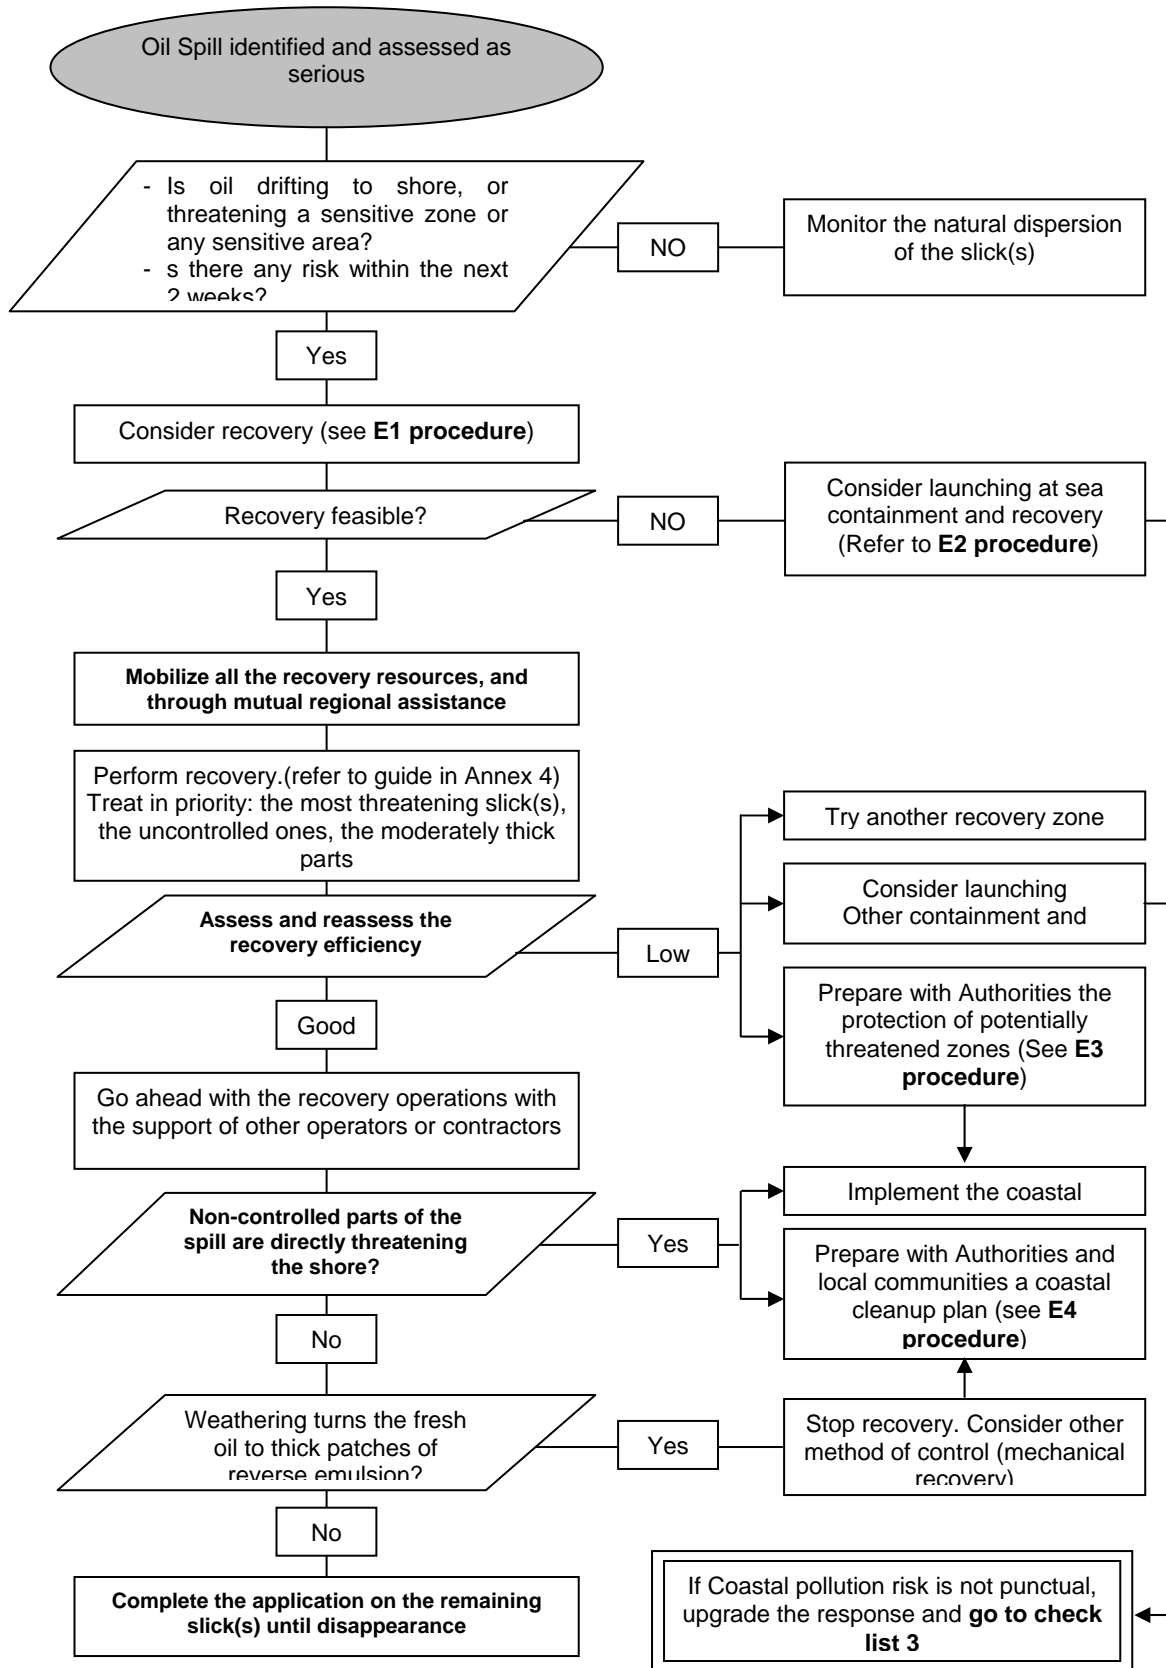 Oil Spill identified and assessed as
serious
- Is oil drifting to shore, or
threatening a sensitive zone or
any sensitive area?
- s there any risk within the next
2 weeks?
NO
Monitor the natural dispersion
of the slick(s)
Yes
Consider recovery (see E1 procedure)
Recovery feasible?
NO
Consider launching at sea
containment and recovery
(Refer to E2 procedure)
Yes
Mobilize all the recovery resources, and
through mutual regional assistance
Perform recovery.(refer to guide in Annex 4)
Treat in priority: the most threatening slick(s),
the uncontrolled ones, the moderately thick
parts
Assess and reassess the
recovery efficiency
Low
Try another recovery zone
Consider launching
Other containment and
Prepare with Authorities the
protection of potentially
threatened zones (See E3
procedure)
Good
Go ahead with the recovery operations with
the support of other operators or contractors
Non-controlled parts of the
spill are directly threatening
the shore?
Yes
Implement the coastal
Prepare with Authorities and
local communities a coastal
cleanup plan (see E4
procedure)
No
Weathering turns the fresh
oil to thick patches of
reverse emulsion?
Yes
Stop recovery. Consider other
method of control (mechanical
recovery)
No
Complete the application on the remaining
slick(s) until disappearance
If Coastal pollution risk is not punctual,
upgrade the response and go to check
list 3